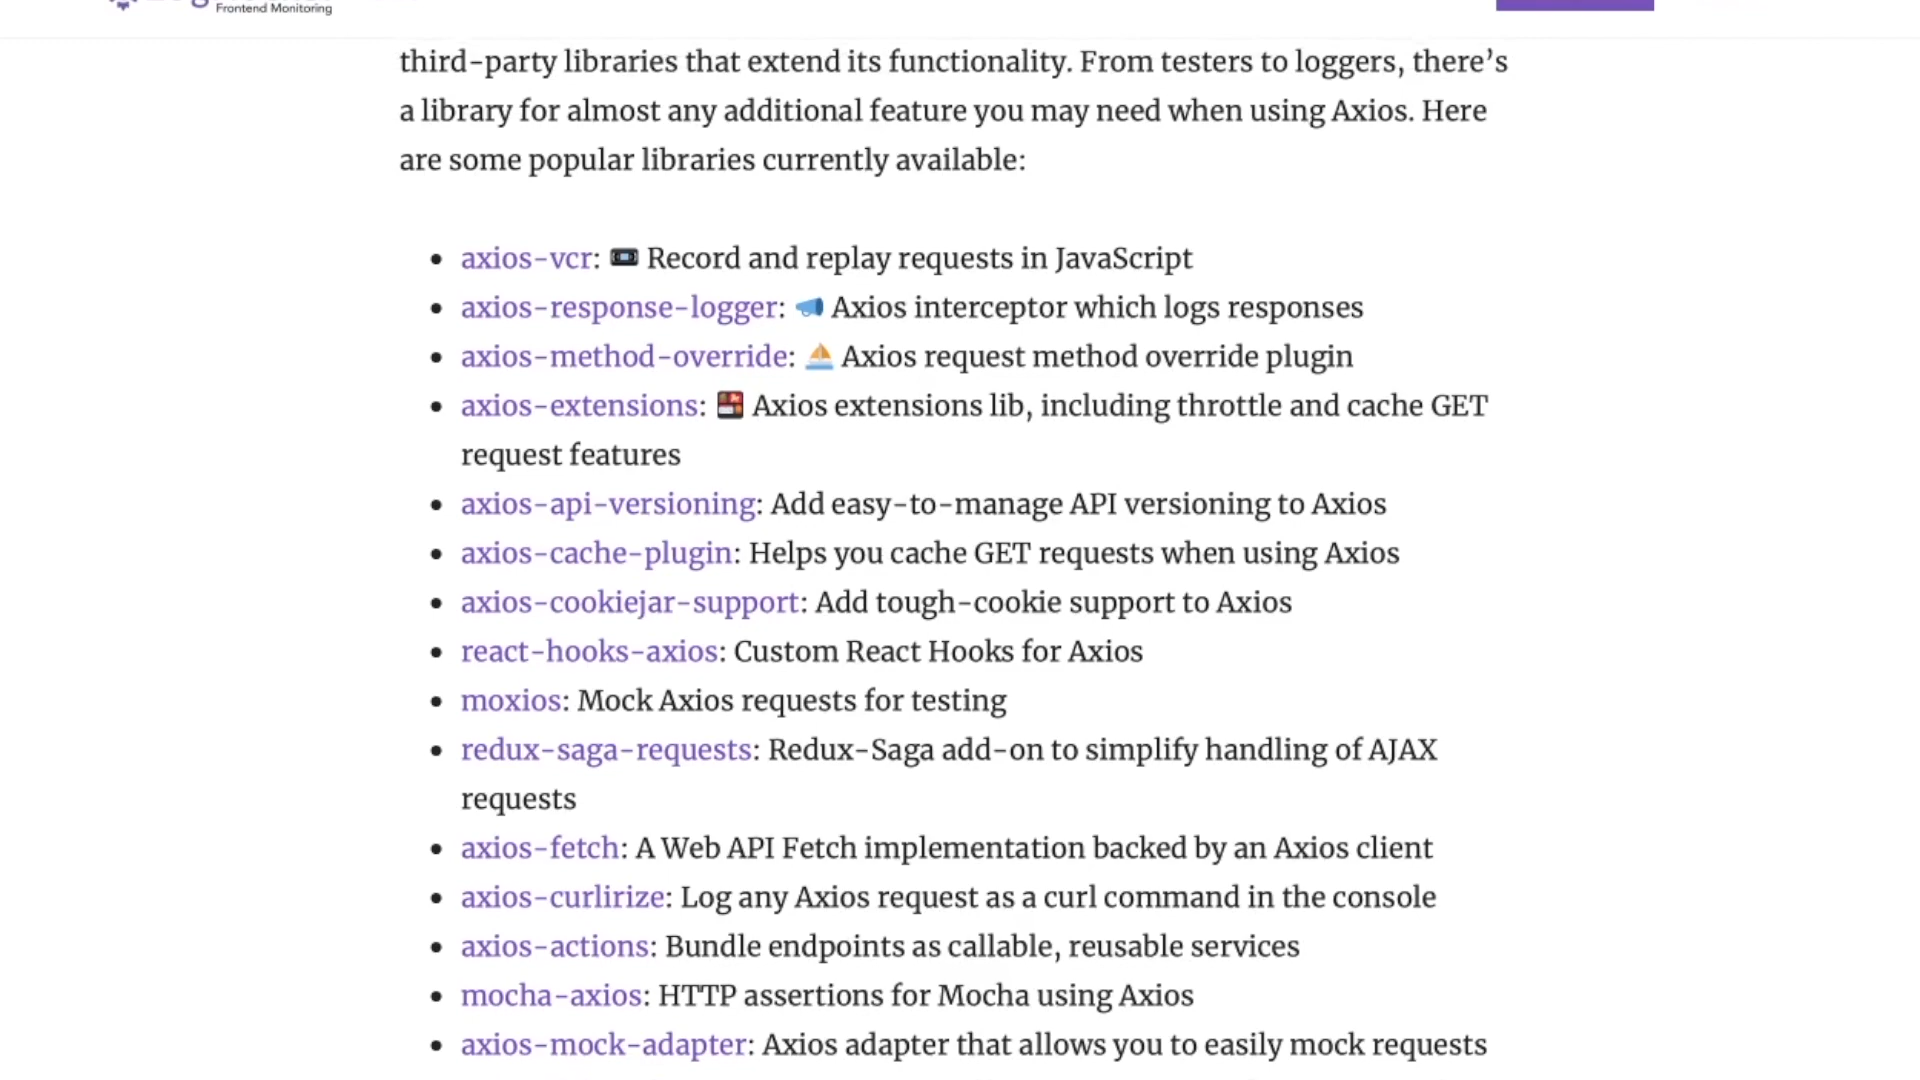 Frontend Monitoring
third-party libraries that extend its functionality. From testers to loggers, there’s
a library for almost any additional feature you may need when using Axios. Here
are some popular libraries currently available:
axios-vcr: 📼 Record and replay requests in JavaScript
axios-response-logger: 📣 Axios interceptor which logs responses
axios-method-override: ⛵ Axios request method override plugin
axios-extensions: 🍱 Axios extensions lib, including throttle and cache GET
request features
axios-api-versioning: Add easy-to-manage API versioning to Axios
axios-cache-plugin: Helps you cache GET requests when using Axios
axios-cookiejar-support: Add tough-cookie support to Axios
react-hooks-axios: Custom React Hooks for Axios
moxios: Mock Axios requests for testing
redux-saga-requests: Redux-Saga add-on to simplify handling of AJAX
requests
axios-fetch: A Web API Fetch implementation backed by an Axios client
axios-curlirize: Log any Axios request as a curl command in the console
axios-actions: Bundle endpoints as callable, reusable services
mocha-axios: HTTP assertions for Mocha using Axios
axios-mock-adapter: Axios adapter that allows you to easily mock requests